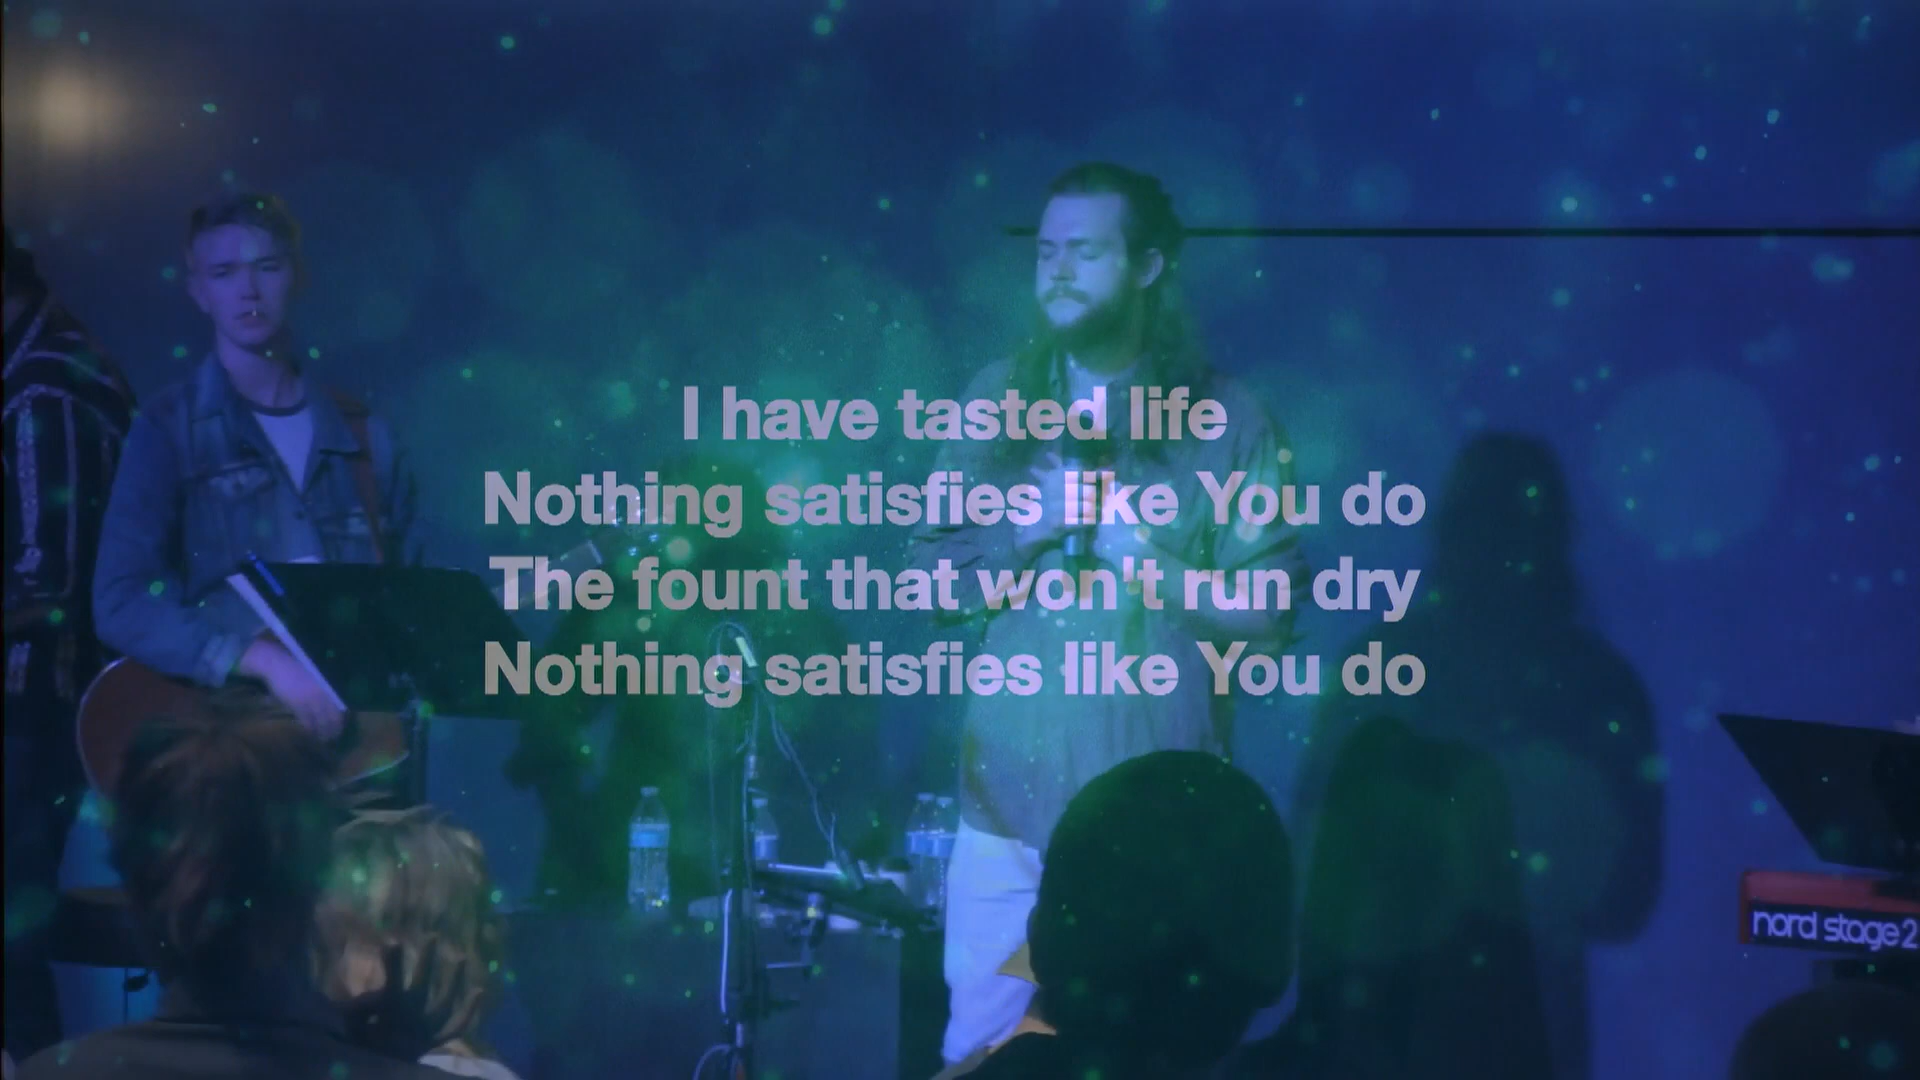 I have tasted life
Nothing satisfies like You do
The fount that won't run dry
Nothing satisfies like You do
nord stage 2